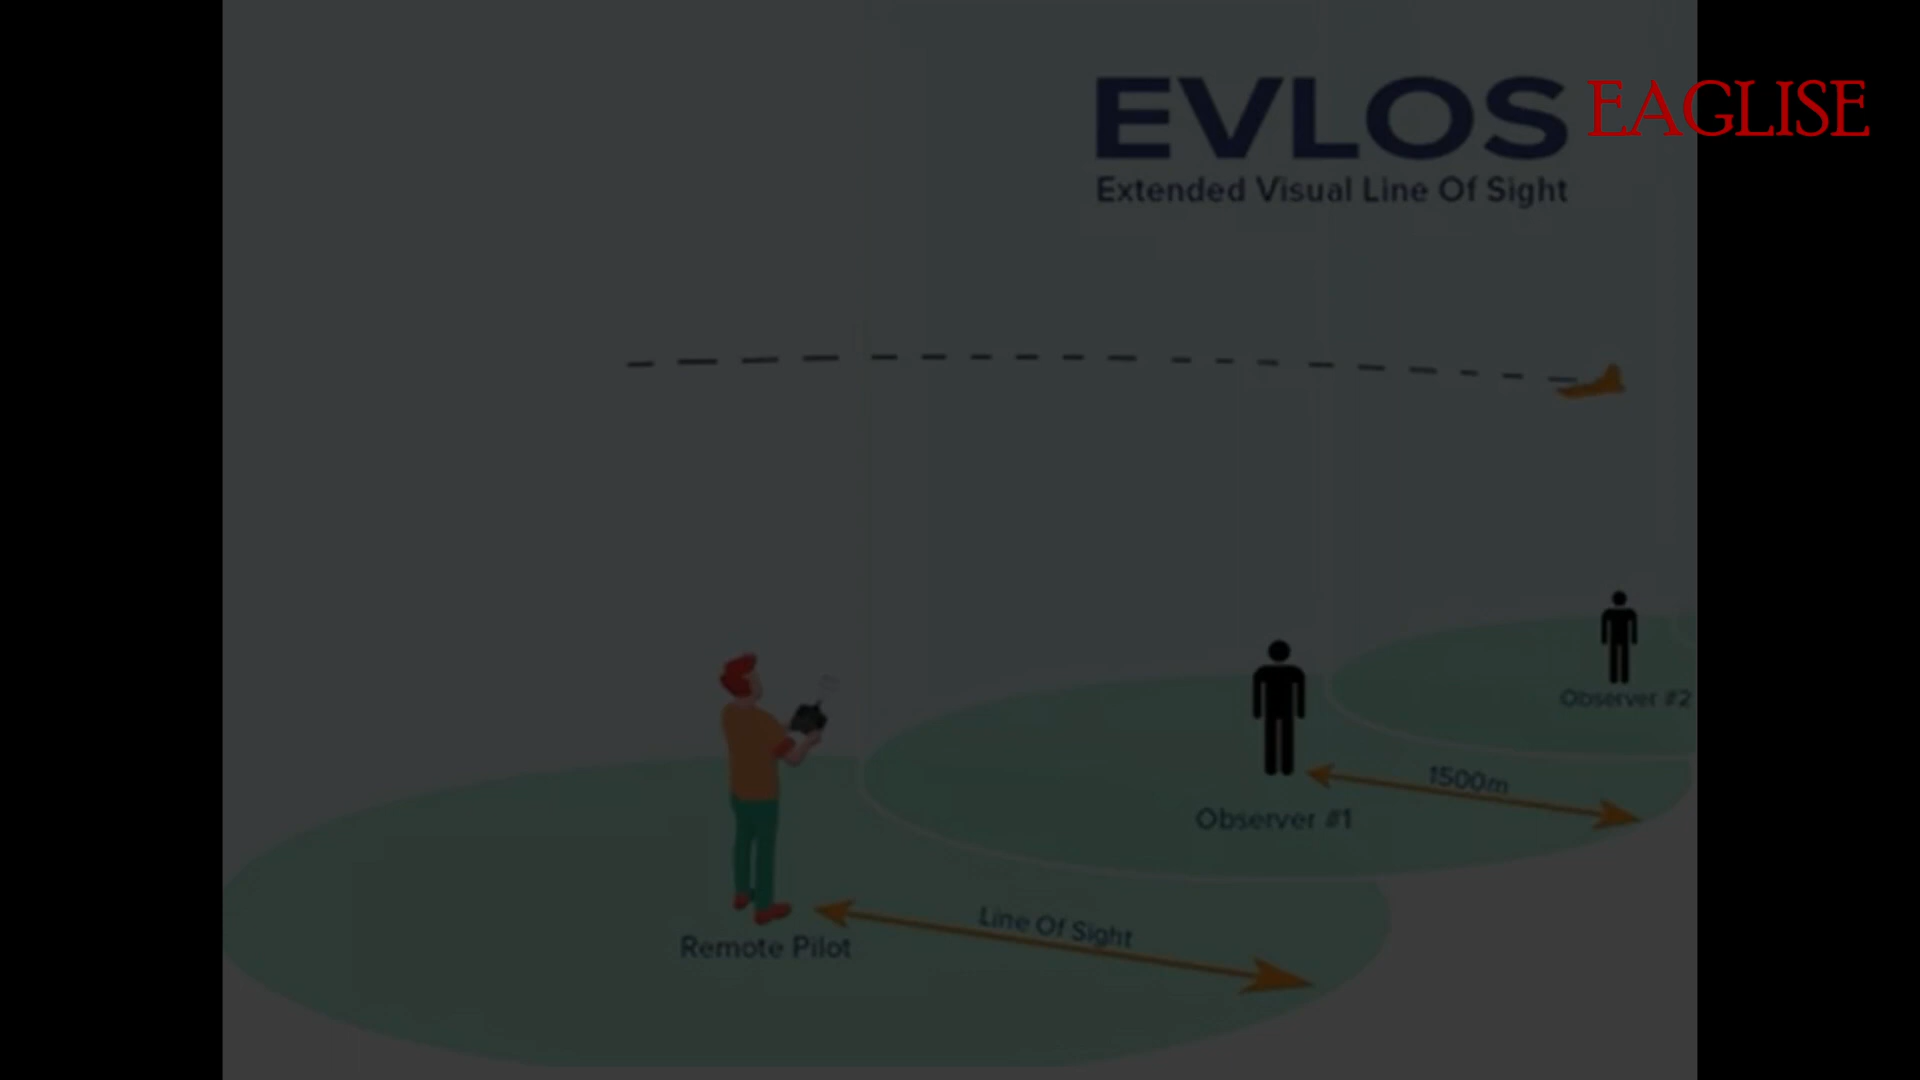 EVLOS
EAGLISE
Extended Visual Line Of Sight
Observer #2
1500m
Observer #1
Line Of Sight
Remote Pilot